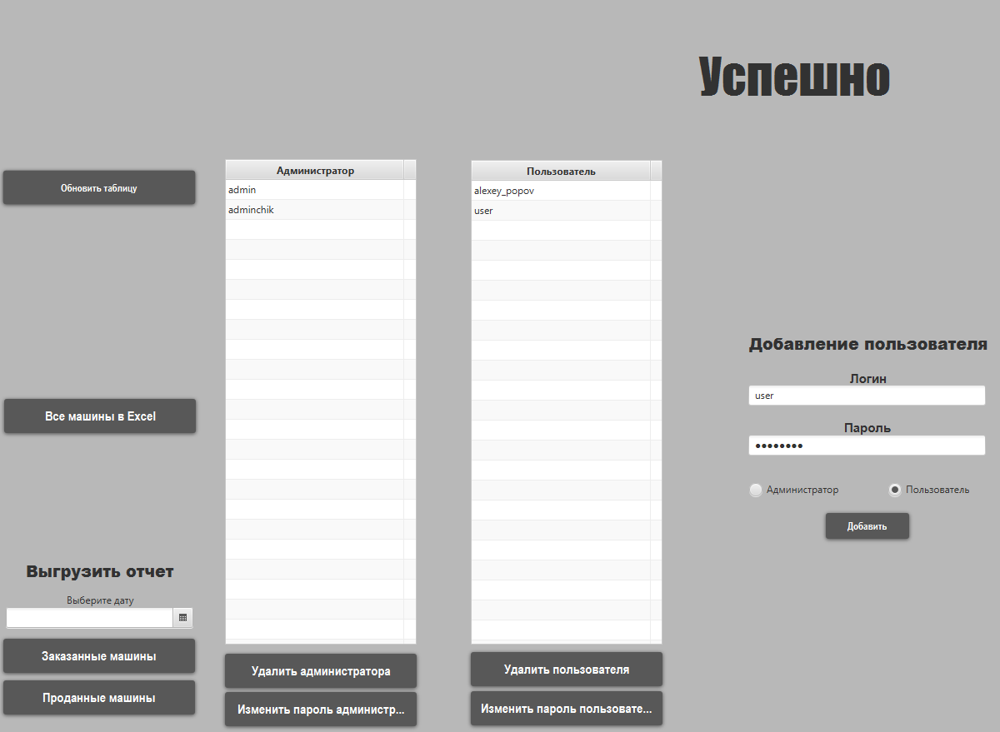 Успешно
Обновить таблицу
Все машины в Excel
Выгрузить отчет
Выберите дату
Заказанные машины
Проданные машины
Администратор
admin
adminchik
Удалить администратора
Изменить пароль администр...
Пользователь
alexey_popov
user
Удалить пользователя
Изменить пароль пользовате...
Добавление пользователя
Логин
user
Пароль
••••••••
Администратор
Пользователь
Добавить